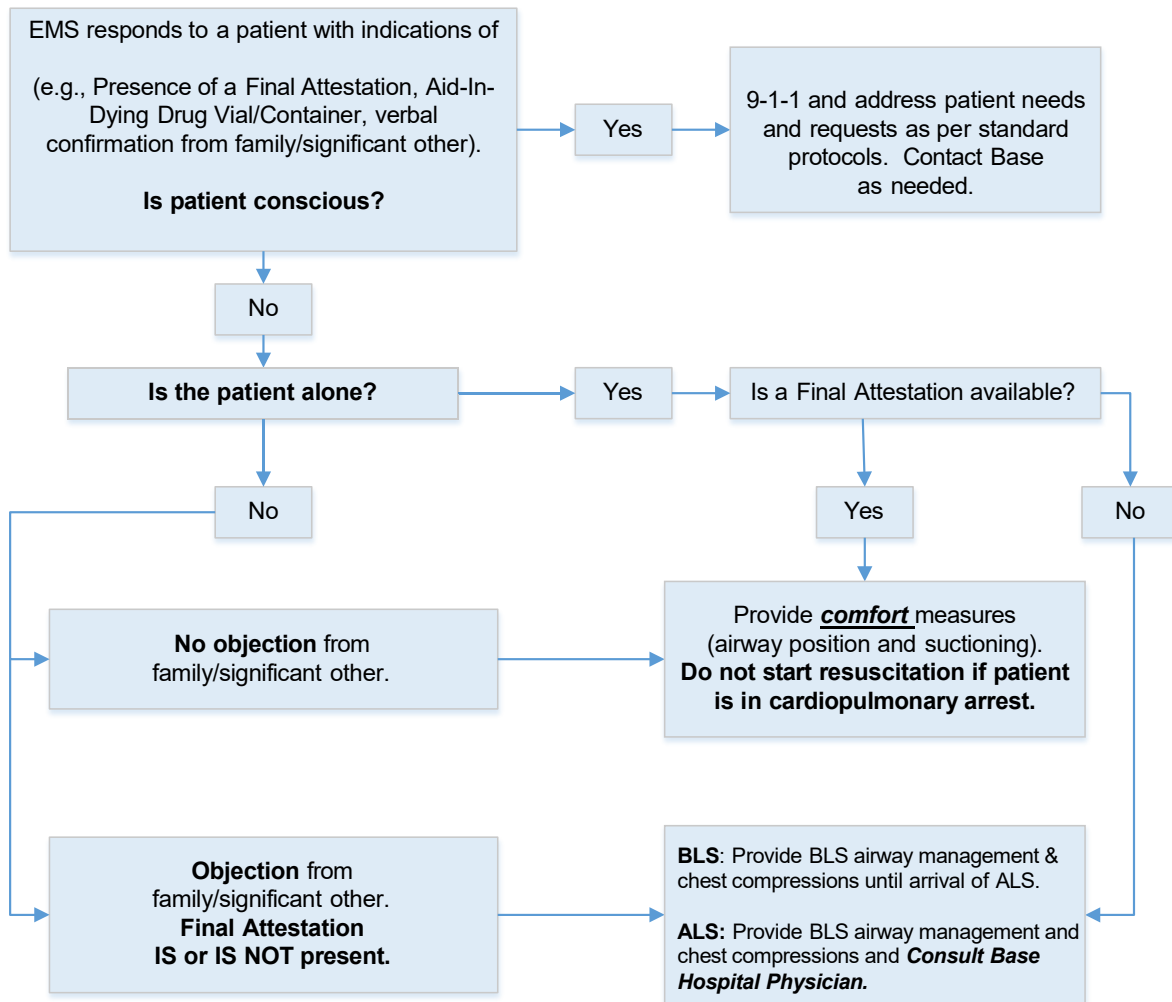 EMS responds to a patient with indications of
(e.g., Presence of a Final Attestation, Aid-In-
Dying Drug Vial/Container, verbal
confirmation from family/significant other).
Is patient conscious?
Yes
9-1-1 and address patient needs
and requests as per standard
protocols.  Contact Base
as needed.
No
Is the patient alone?
Yes
Is a Final Attestation available?
No
Yes
No
No objection from
family/significant other.
Provide comfort measures
(airway position and suctioning).
Do not start resuscitation if patient
is in cardiopulmonary arrest.
Objection from
family/significant other.
Final Attestation
IS or IS NOT present.
BLS: Provide BLS airway management &
chest compressions until arrival of ALS.
ALS: Provide BLS airway management and
chest compressions and Consult Base
Hospital Physician.